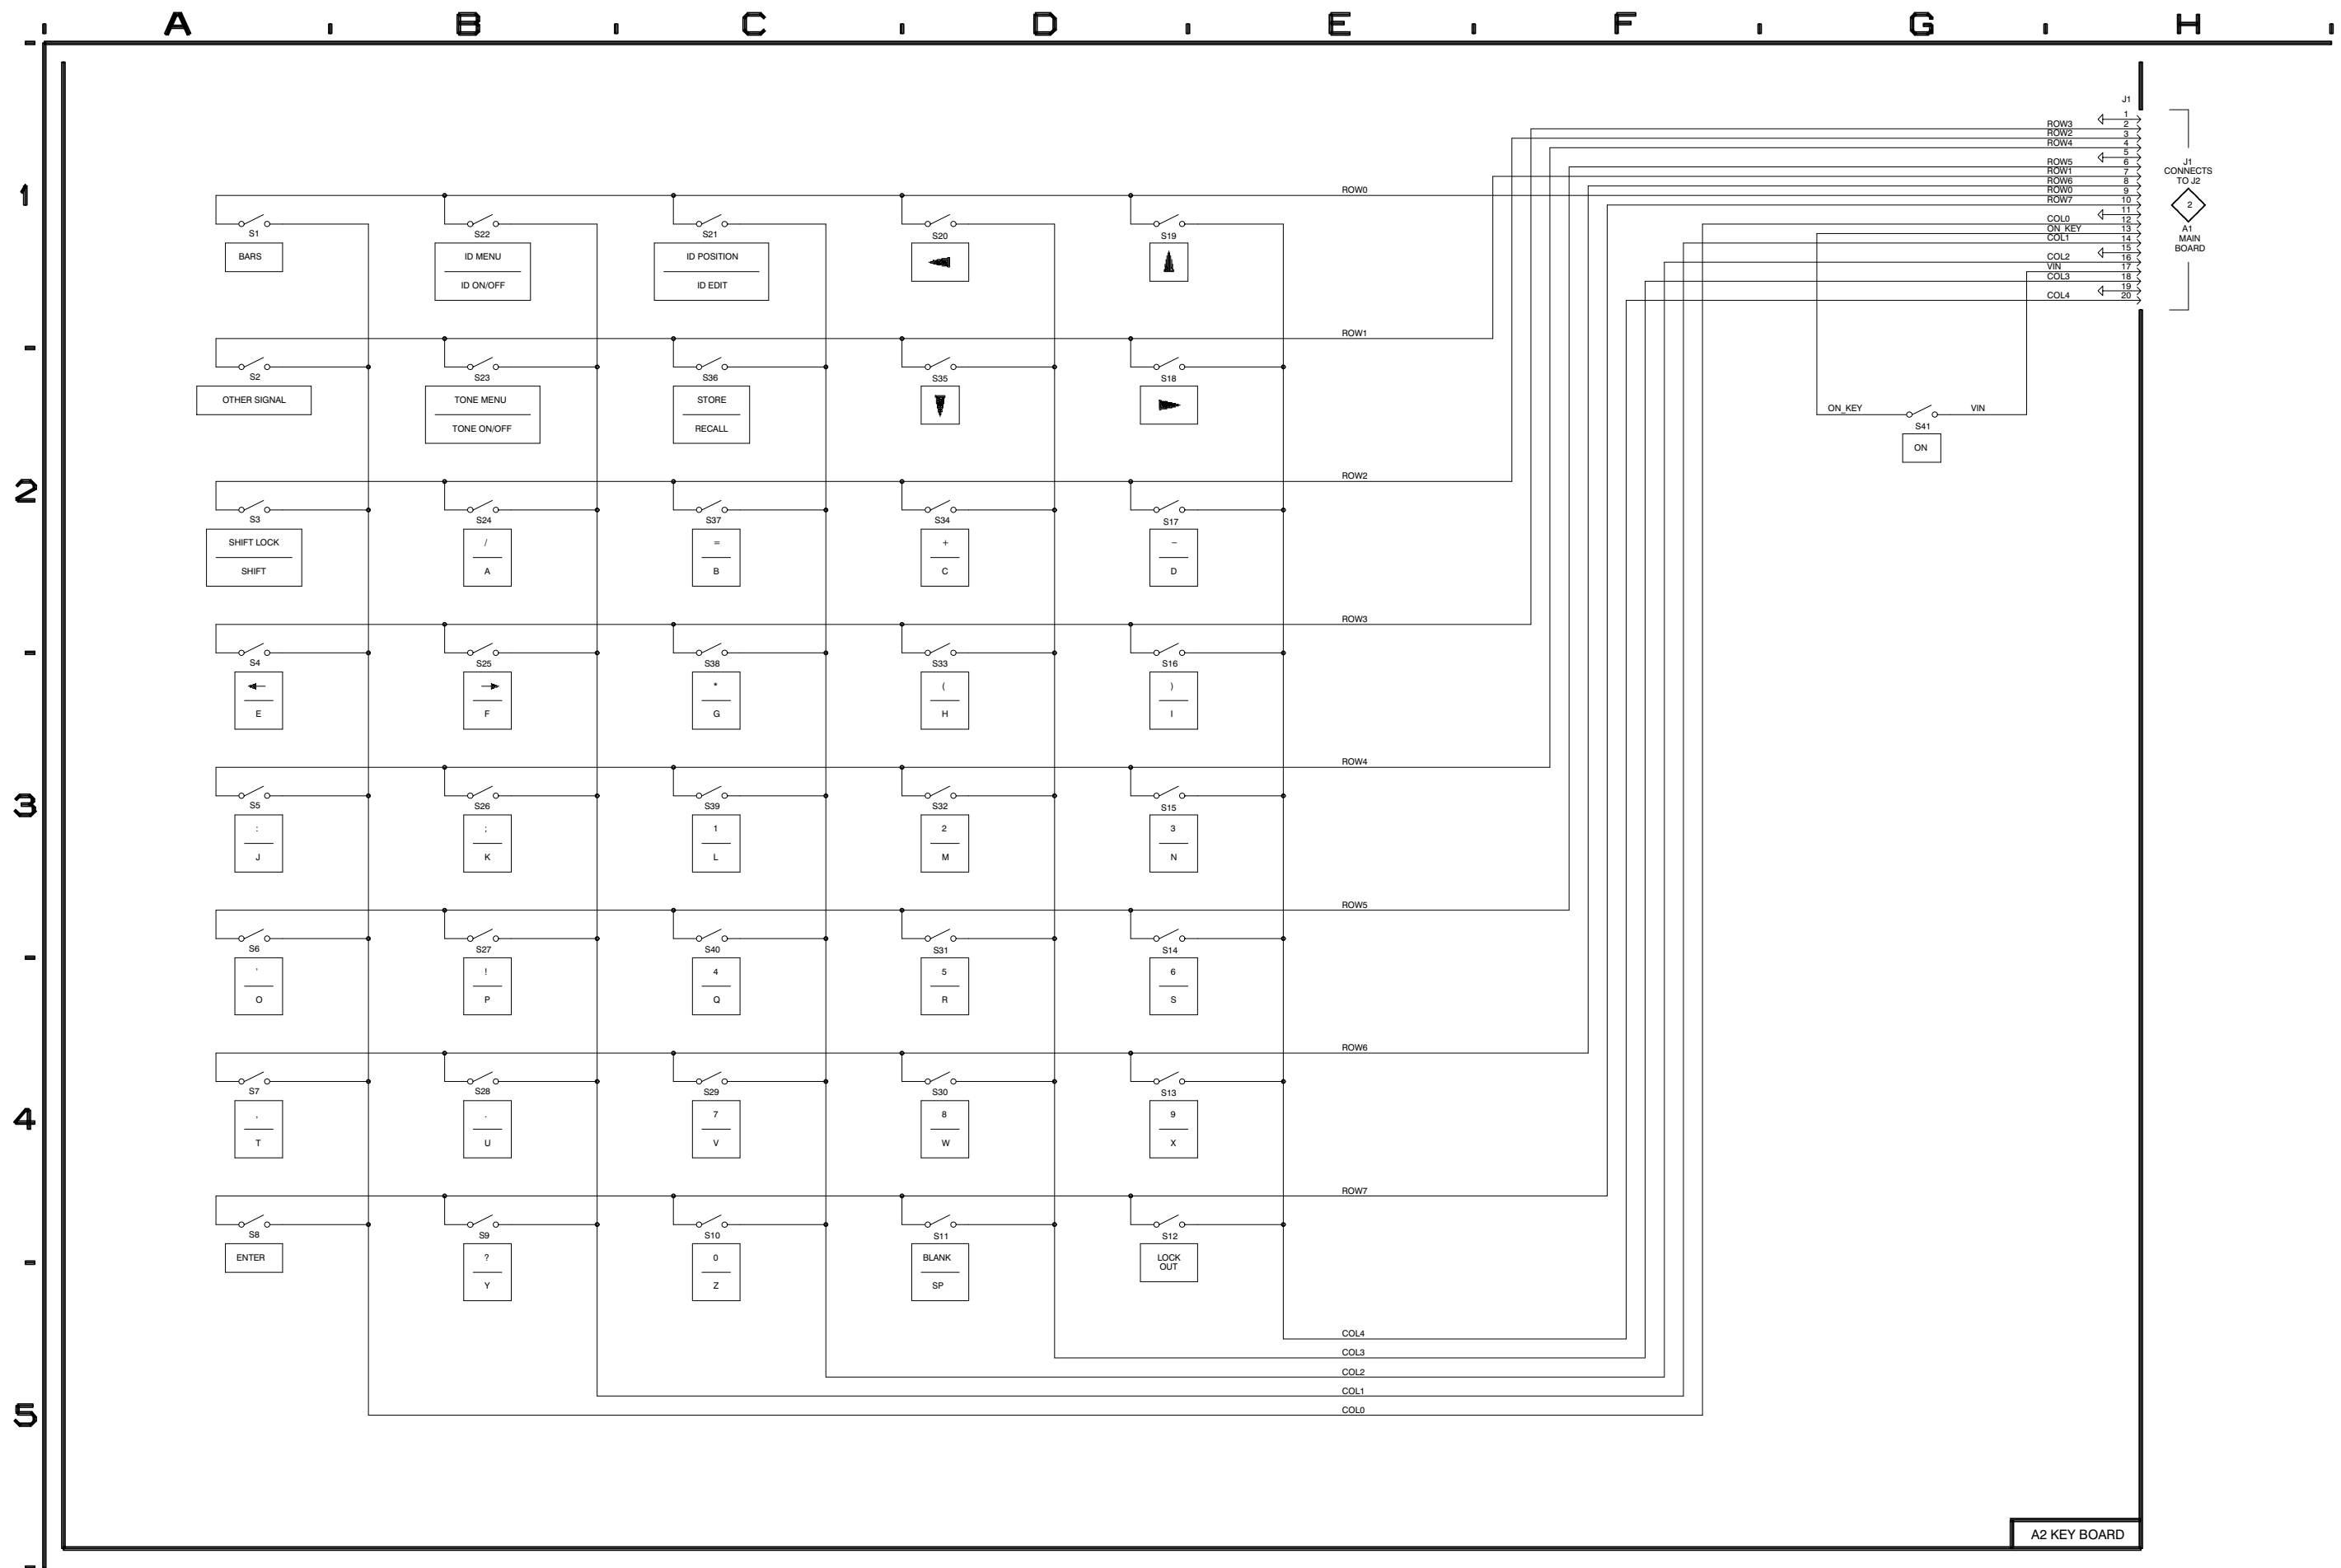 A B C D E F G H
J1
1
ROW3 2
ROW2 3
ROW4 4
5
ROW5 6
ROW1 7
ROW6 8
ROW0 9
ROW7 10
11
COL0 12
ON_KEY 13
COL1 14
15
COL2 16
VIN 17
COL3 18
19
COL4 20
J1
CONNECTS
TO J2
2
A1
MAIN
BOARD
1
ROW0
S1 S22 S21 S20 S19
BARS ID MENU ID POSITION
ID ON/OFF ID EDIT
ROW1
S2 S23 S36 S35 S18
OTHER SIGNAL TONE MENU STORE
TONE ON/OFF RECALL
ON_KEY VIN
S41
ON
2
ROW2
S3 S24 S37 S34 S17
SHIFT LOCK / = + –
SHIFT A B C D
ROW3
S4 S25 S38 S33 S16
← → * ( )
E F G H I
3
ROW4
S5 S26 S39 S32 S15
: ; 1 2 3
J K L M N
ROW5
S6 S27 S40 S31 S14
' ! 4 5 6
O P Q R S
4
ROW6
S7 S28 S29 S30 S13
, . 7 8 9
T U V W X
ROW7
S8 S9 S10 S11 S12
ENTER ? 0 BLANK LOCK
OUT
Y Z SP
COL4
COL3
COL2
COL1
COL0
5
A2 KEY BOARD